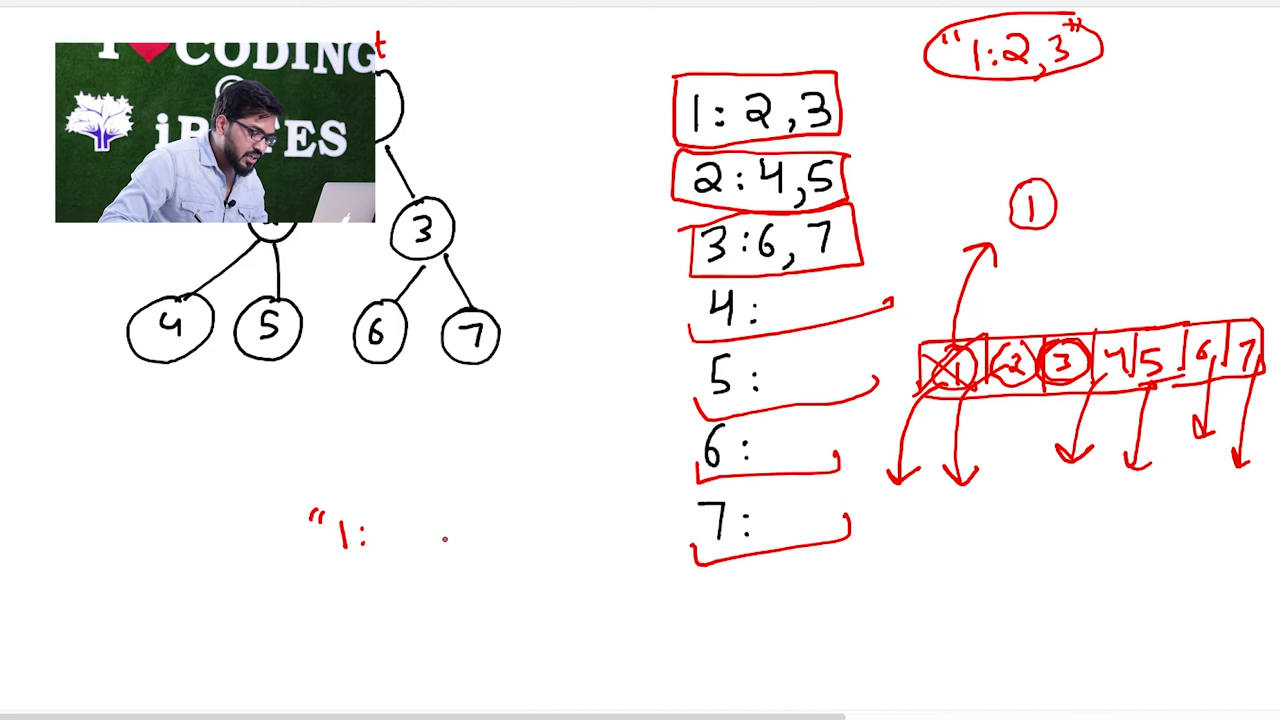 I ❤ CODING
@
t
3
4 5 6 7
"1:
1: 2, 3
2: 4, 5
3: 6, 7
4:
5:
6:
7:
"1:2,3"
1
1 2 3 4 5 6 7